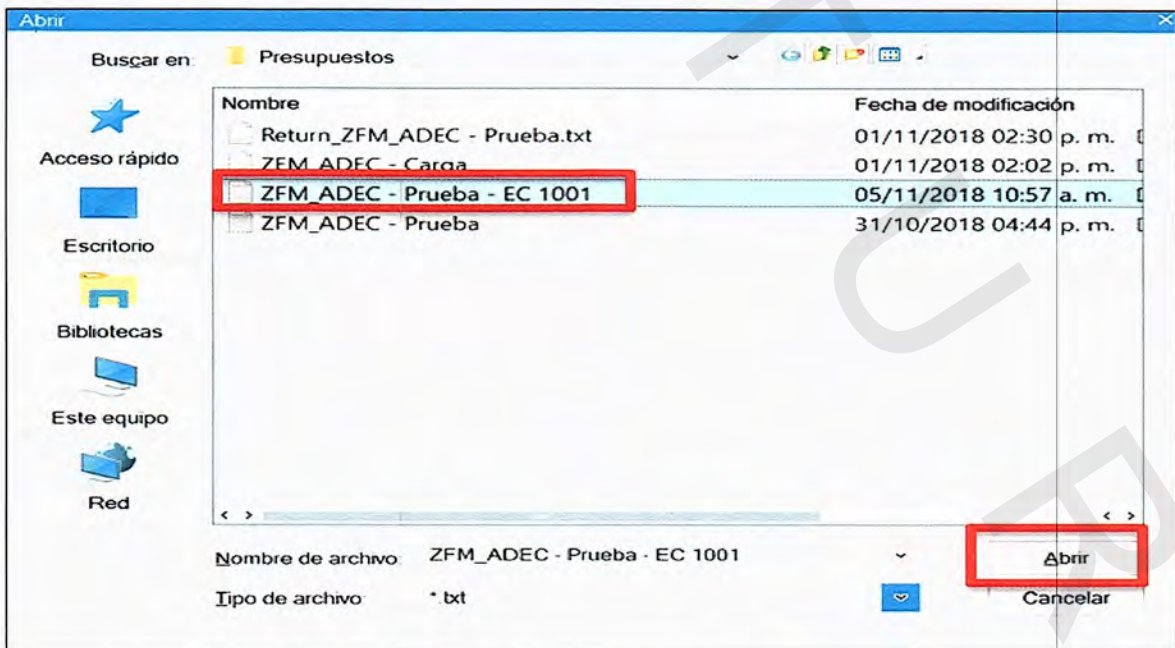 Abrir
Buscar en: Presupuestos
Nombre Fecha de modificación
Return_ZFM_ADEC - Prueba.txt 01/11/2018 02:30 p. m.
ZFM_ADEC - Carga 01/11/2018 02:02 p. m.
ZFM_ADEC - Prueba - EC 1001 05/11/2018 10:57 a. m.
ZFM_ADEC - Prueba 31/10/2018 04:44 p. m.
Acceso rápido
Escritorio
Bibliotecas
Este equipo
Red
Nombre de archivo: ZFM_ADEC - Prueba - EC 1001 Abrir
Tipo de archivo: *.txt Cancelar